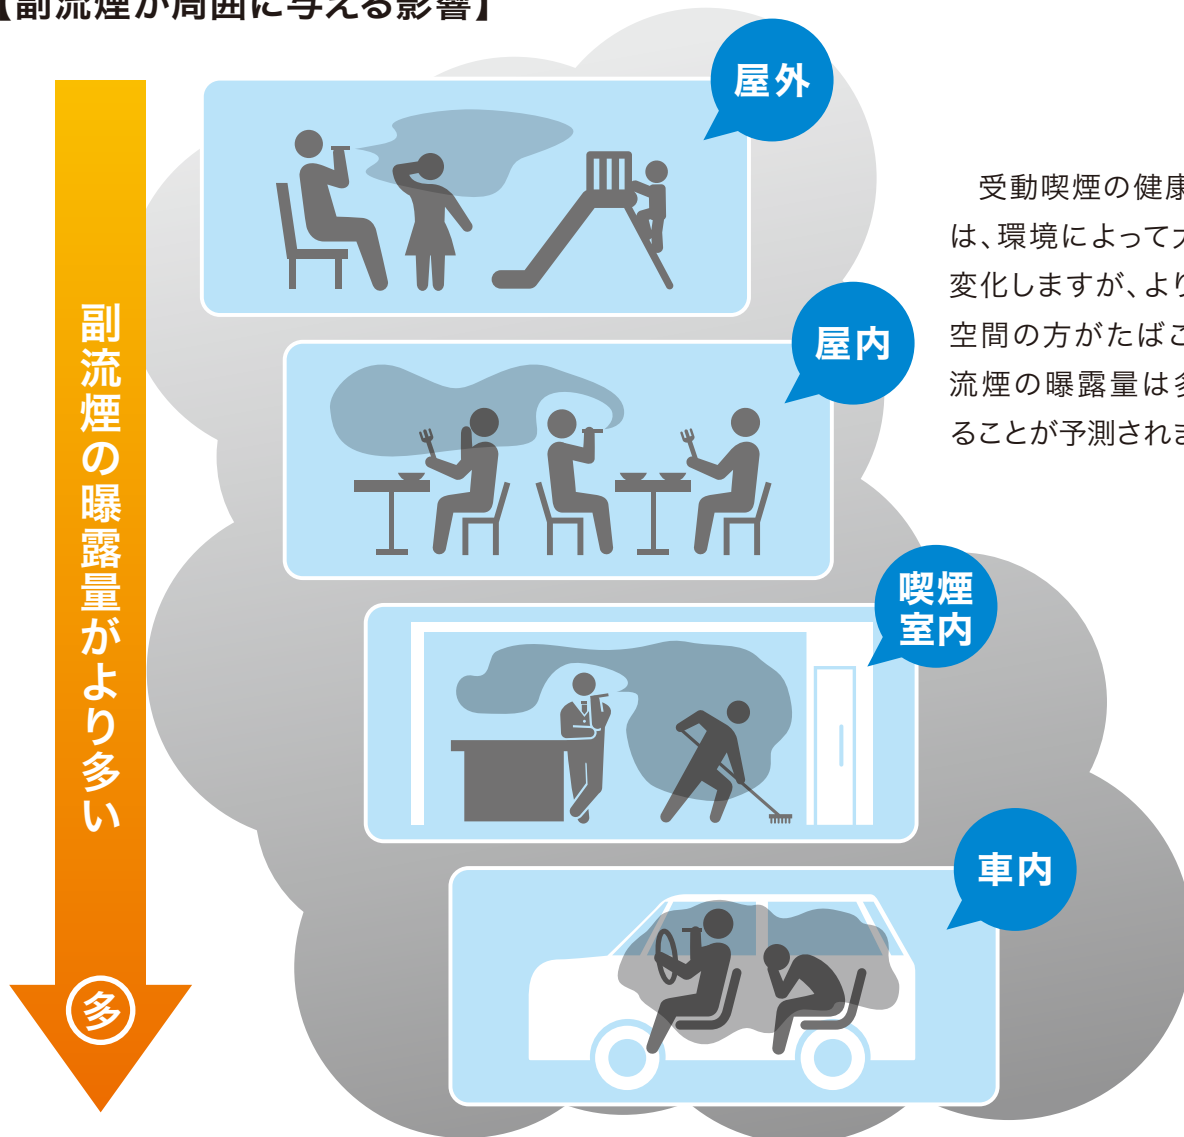 【副流煙が周囲に与える影響】
屋外
受動喫煙の健康
は、環境によって
変化しますが、より
空間の方がたばこ
流煙の曝露量は多
ることが予測されま
屋内
喫煙
室内
車内
副流煙の曝露量がより多い
多